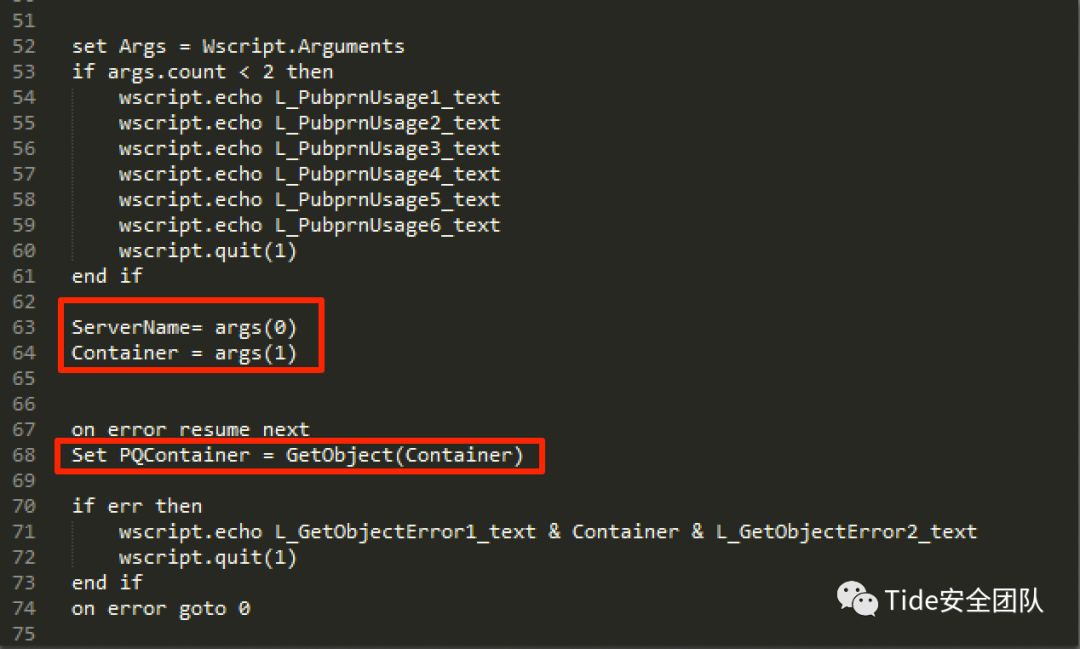 51
52 set Args = Wscript.Arguments
53 if args.count < 2 then
54 wscript.echo L_PubprnUsage1_text
55 wscript.echo L_PubprnUsage2_text
56 wscript.echo L_PubprnUsage3_text
57 wscript.echo L_PubprnUsage4_text
58 wscript.echo L_PubprnUsage5_text
59 wscript.echo L_PubprnUsage6_text
60 wscript.quit(1)
61 end if
62
63 ServerName= args(0)
64 Container = args(1)
65
66
67 on error resume next
68 Set PQContainer = GetObject(Container)
69
70 if err then
71 wscript.echo L_GetObjectError1_text & Container & L_GetObjectError2_text
72 wscript.quit(1)
73 end if
74 on error goto 0
75
Tide安全团队